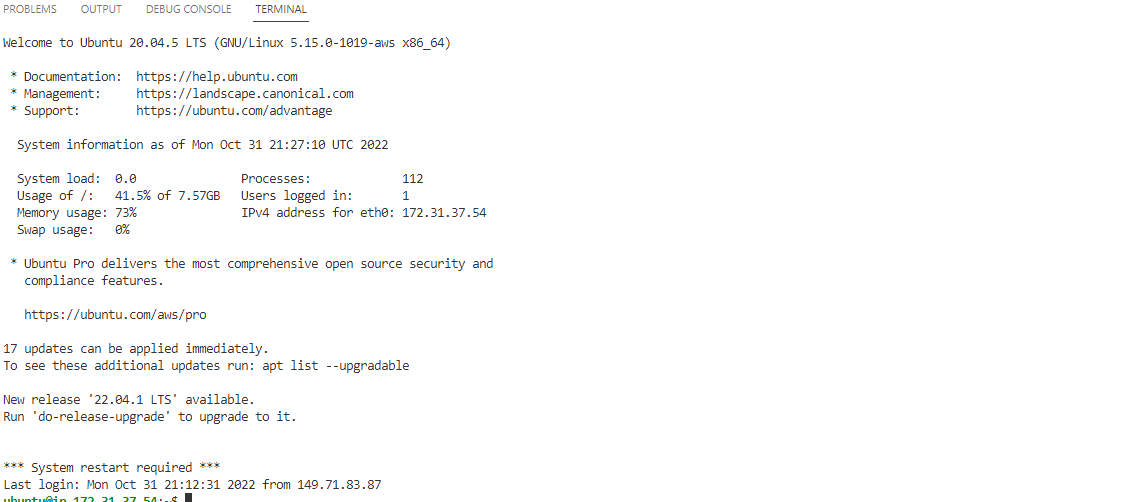 PROBLEMS OUTPUT DEBUG CONSOLE TERMINAL
Welcome to Ubuntu 20.04.5 LTS (GNU/Linux 5.15.0-1019-aws x86_64)
* Documentation: https://help.ubuntu.com
* Management: https://landscape.canonical.com
* Support: https://ubuntu.com/advantage
System information as of Mon Oct 31 21:27:10 UTC 2022
System load: 0.0 Processes: 112
Usage of /: 41.5% of 7.57GB Users logged in: 1
Memory usage: 73% IPv4 address for eth0: 172.31.37.54
Swap usage: 0%
* Ubuntu Pro delivers the most comprehensive open source security and
compliance features.
https://ubuntu.com/aws/pro
17 updates can be applied immediately.
To see these additional updates run: apt list --upgradable
New release '22.04.1 LTS' available.
Run 'do-release-upgrade' to upgrade to it.
*** System restart required ***
Last login: Mon Oct 31 21:12:31 2022 from 149.71.83.87
ubuntu@ip-172-31-37-54:~$